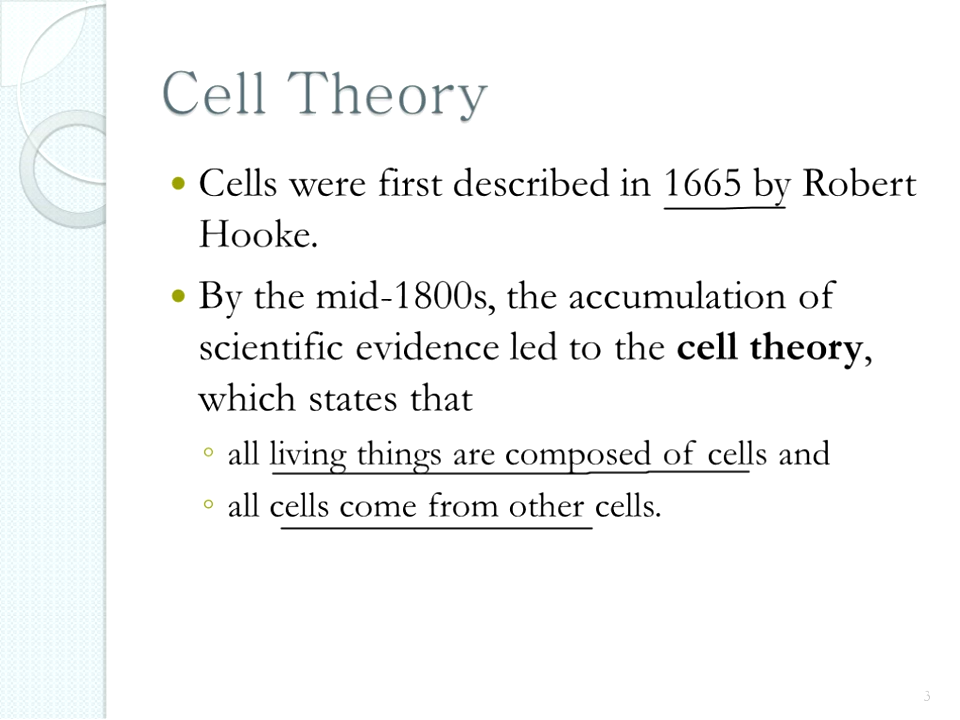 Cell Theory
• Cells were first described in 1665 by Robert
Hooke.
• By the mid-1800s, the accumulation of
scientific evidence led to the cell theory,
which states that
◦ all living things are composed of cells and
◦ all cells come from other cells.
3